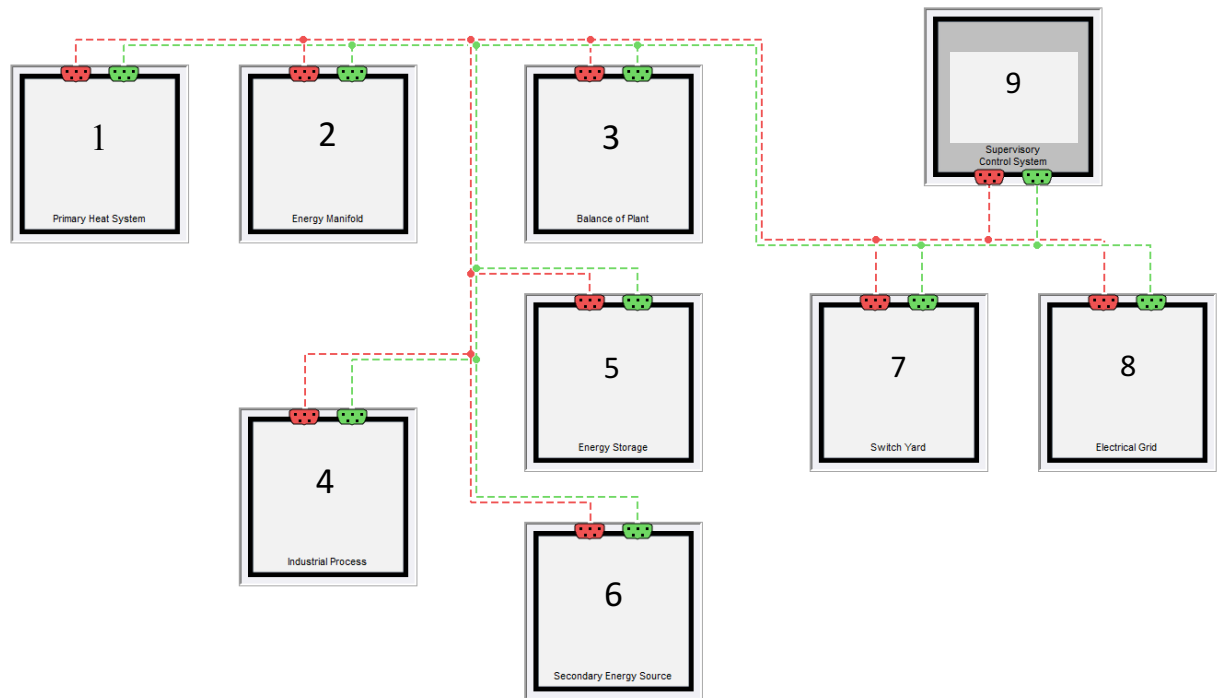 1
Primary Heat System
2
Energy Manifold
3
Balance of Plant
9
Supervisory
Control System
4
Industrial Process
5
Energy Storage
6
Secondary Energy Source
7
Switch Yard
8
Electrical Grid